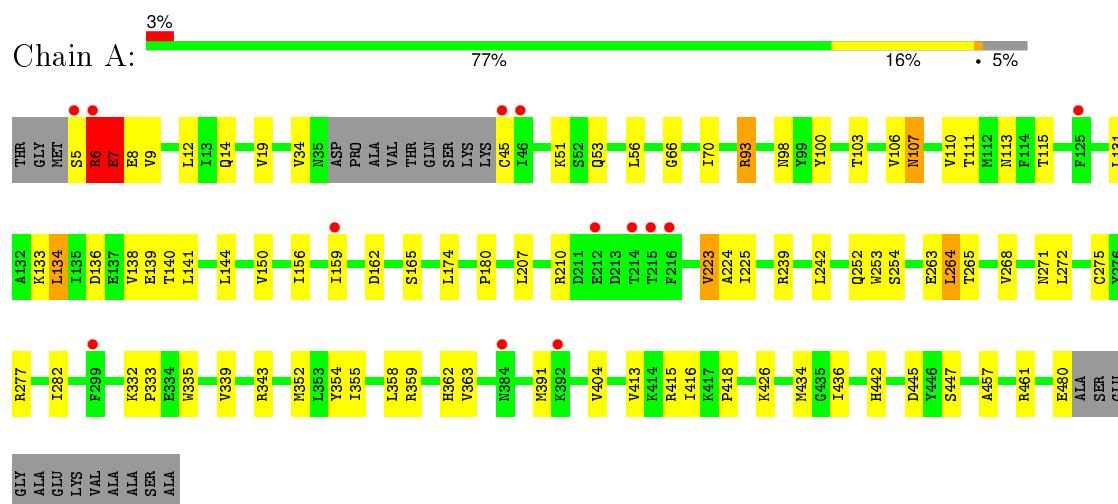 3%
Chain A:
77% 16% • 5%
THR GLY MET S5 R6 E7 E8 V9 L12 I13 Q14 V19 V34 N35 ASP PRO ALA VAL THR GLN SER LYS LYS C45 I46 K51 S52 Q53 L56 G66 I70 R93 N98 Y99 Y100 T103 V106 N107 V110 T111 M112 N113 F114 T115 F125 L131
A132 K133 L134 I135 D136 E137 V138 E139 T140 L141 L144 V150 I156 I159 D162 S165 L174 P180 L207 R210 D211 E212 D213 T214 T215 F216 V223 A224 I225 R239 L242 Q252 W253 S254 E263 L264 T265 V268 N271 L272 C275 Y276
R277 I282 F299 K332 P333 E334 W335 V339 R343 M352 L353 Y354 I355 L358 R359 H362 V363 N384 M391 K392 V404 V413 K414 R415 I416 K417 P418 K426 M434 G435 I436 H442 D445 Y446 S447 A457 R461 E480 ALA SER GLU
GLY ALA GLU LYS VAL ALA ALA SER ALA